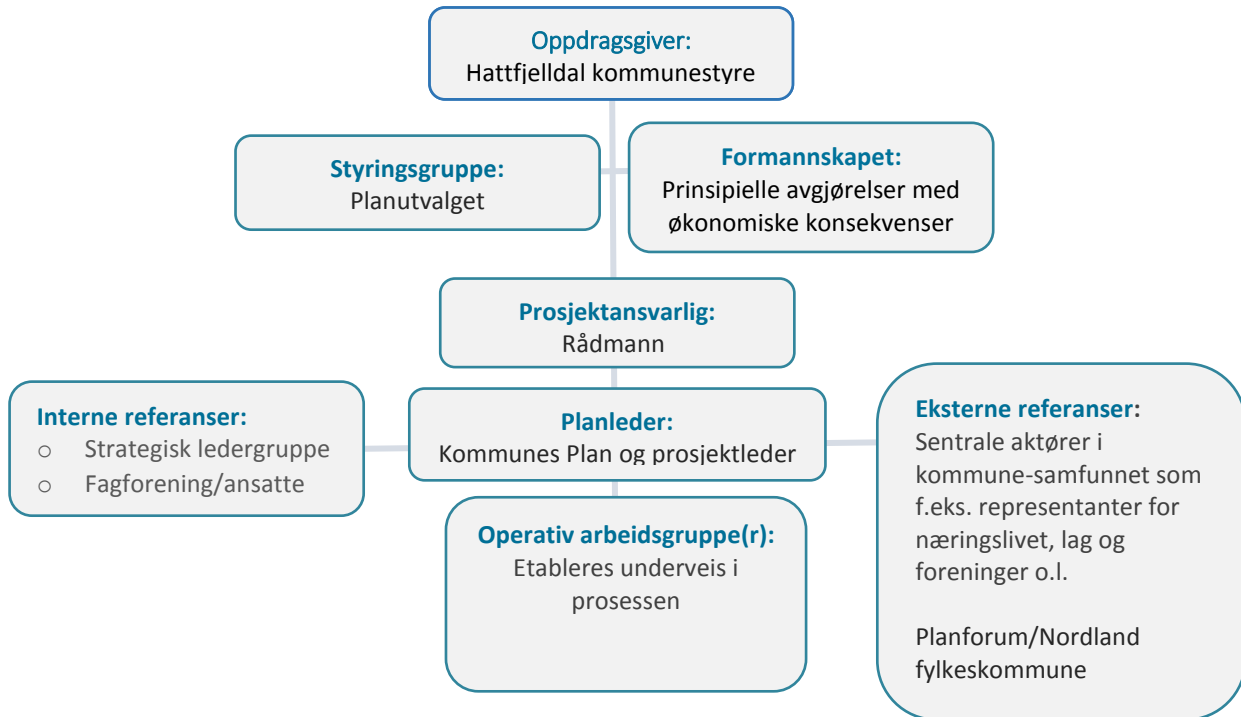 Oppdragsgiver:
Hattfjelldal kommunestyre
Styringsgruppe:
Planutvalget
Formannskapet:
Prinsipielle avgjørelser med
økonomiske konsekvenser
Prosjektansvarlig:
Rådmann
Interne referanser:
o Strategisk ledergruppe
o Fagforening/ansatte
Planleder:
Kommunes Plan og prosjektleder
Eksterne referanser:
Sentrale aktører i
kommune-samfunnet som
f.eks. representanter for
næringslivet, lag og
foreninger o.l.
Planforum/Nordland
fylkeskommune
Operativ arbeidsgruppe(r):
Etableres underveis i
prosessen